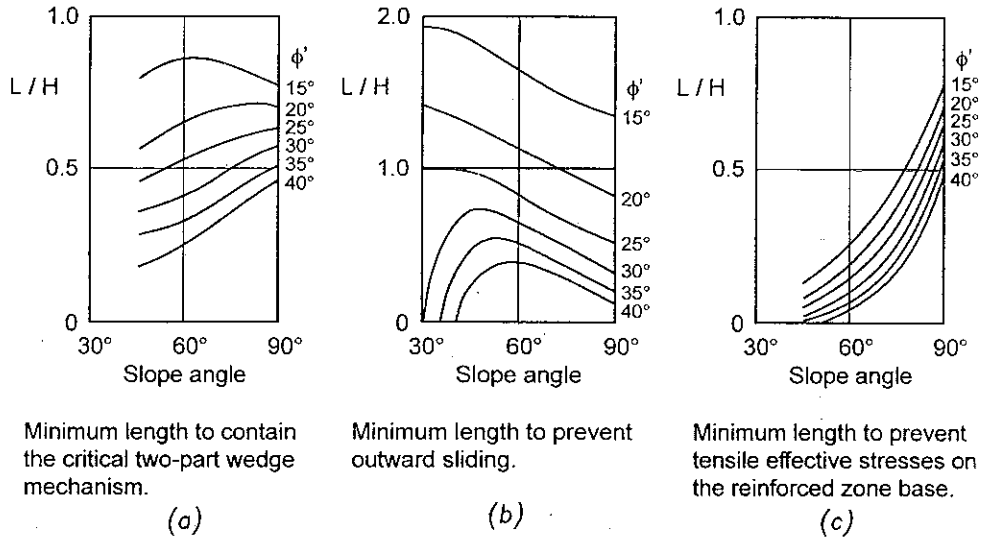 1.0
L / H
0.5
0
30°
60°
90°
Slope angle
ϕ'
15°
20°
25°
30°
35°
40°
Minimum length to contain
the critical two-part wedge
mechanism.
(a)
2.0
L / H
1.0
0
30°
60°
90°
Slope angle
ϕ'
15°
20°
25°
30°
35°
40°
Minimum length to prevent
outward sliding.
(b)
1.0
L / H
0.5
0
30°
60°
90°
Slope angle
ϕ'
15°
20°
25°
30°
35°
40°
Minimum length to prevent
tensile effective stresses on
the reinforced zone base.
(c)